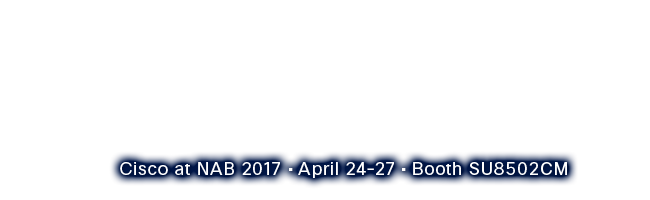 Cisco at NAB 2017 • April 24-27 • Booth SU8502CM